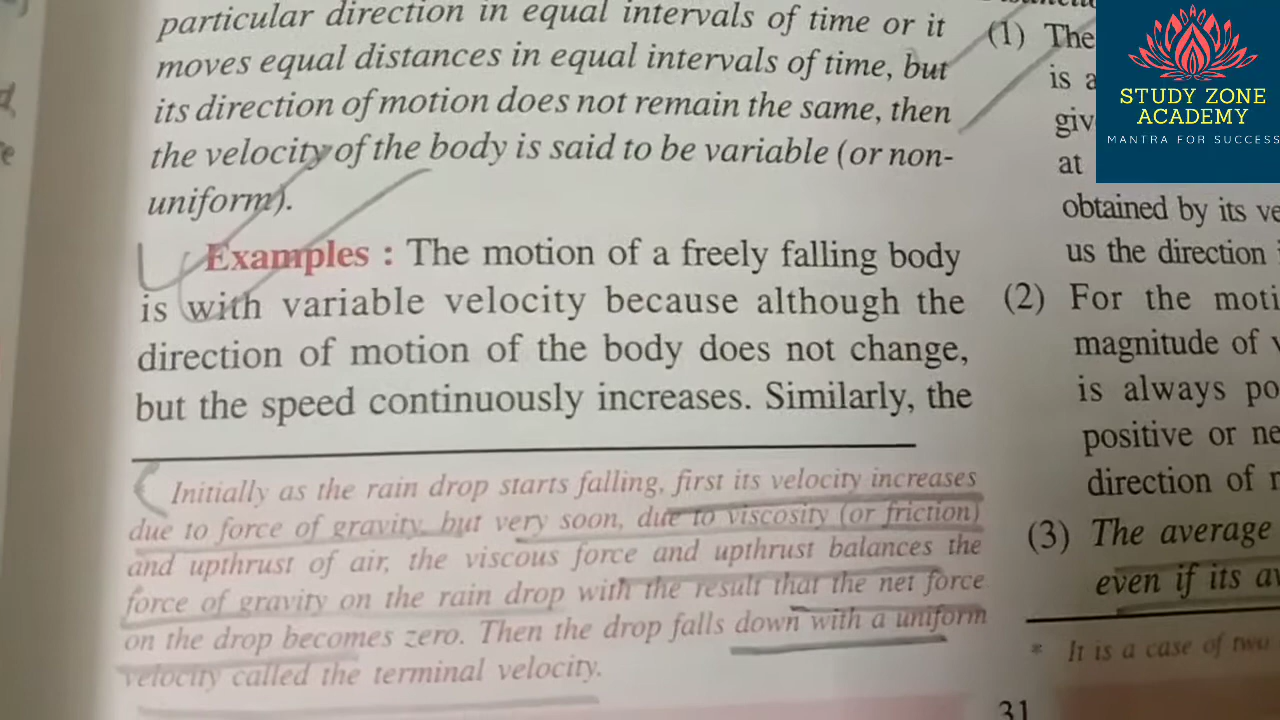 particular direction in equal intervals of time or it
moves equal distances in equal intervals of time, but
its direction of motion does not remain the same, then
the velocity of the body is said to be variable (or non-
uniform).
Examples : The motion of a freely falling body
is with variable velocity because although the
direction of motion of the body does not change,
but the speed continuously increases. Similarly, the
Initially as the rain drop starts falling, first its velocity increases
due to force of gravity, but very soon, due to viscosity (or friction)
and upthrust of air, the viscous force and upthrust balances the
force of gravity on the rain drop with the result that the net force
on the drop becomes zero. Then the drop falls down with a uniform
velocity called the terminal velocity.
(1) The
is a
giv
at
obtained by its ve
us the direction
(2) For the moti
magnitude of
is always po
positive or ne
direction of
(3) The average
even if its av
* It is a case of two
31
STUDY ZONE
ACADEMY
MANTRA FOR SUCCESS